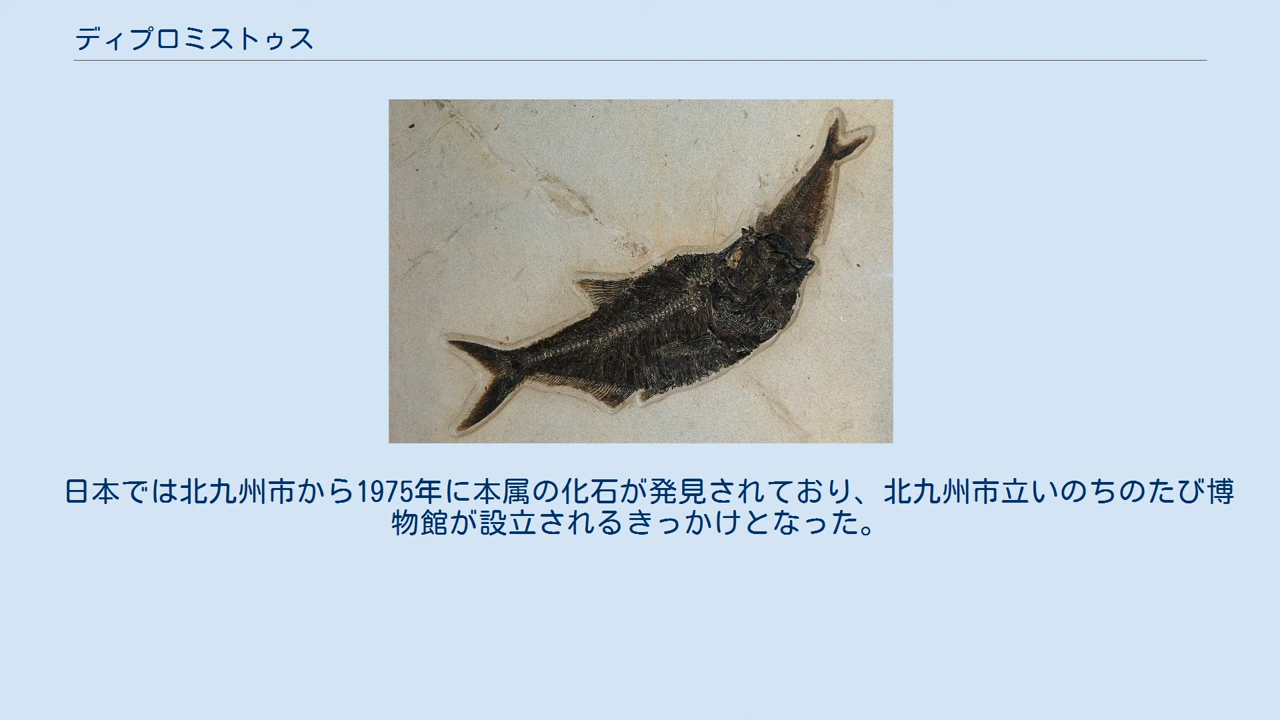 ディプロミストゥス
日本では北九州市から1975年に本属の化石が発見されており、北九州市立いのちのたび博
物館が設立されるきっかけとなった。